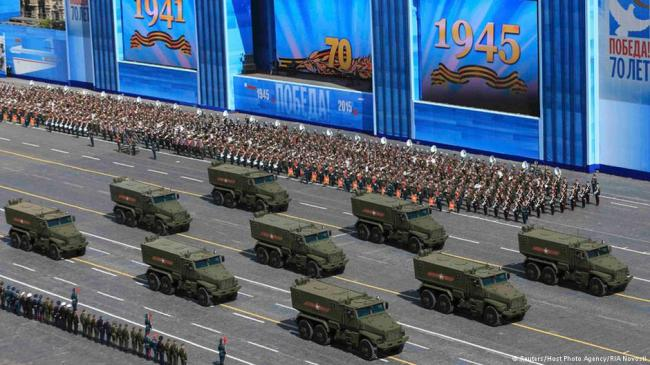 1941
70
1945
1945 ПОБЕДА! 2015
ПОБЕДА!
70 ЛЕТ!
© Reuters/Host Photo Agency/RIA Novosti